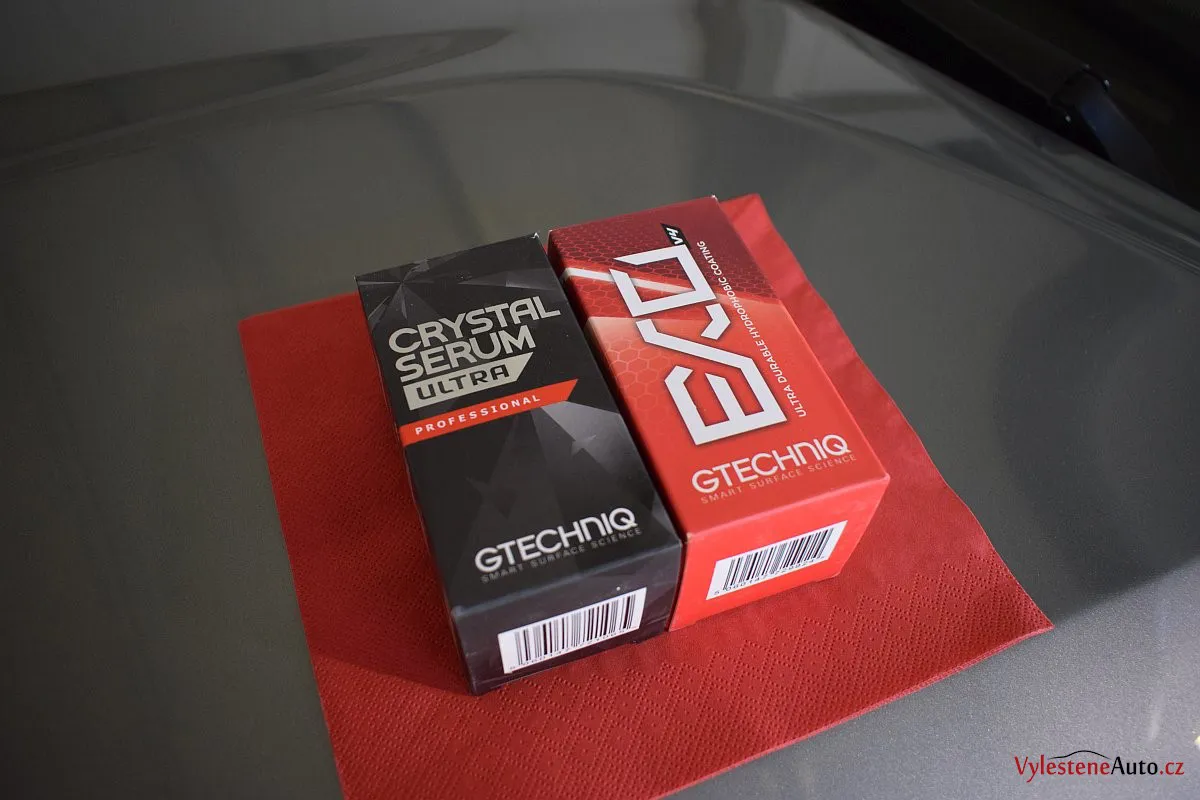 CRYSTAL
SERUM
ULTRA
PROFESSIONAL
GTECHNIQ
SMART SURFACE SCIENCE
EXO
V4
ULTRA DURABLE HYDROPHOBIC COATING
GTECHNIQ
SMART SURFACE SCIENCE
VylesteneAuto.cz